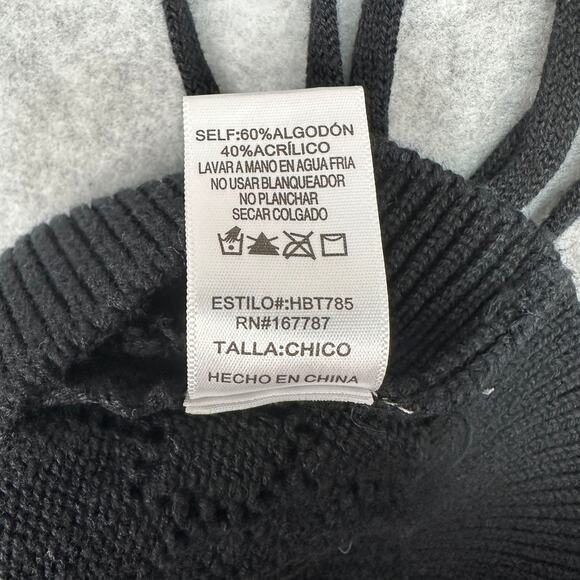 SELF:60%ALGODÓN
40%ACRÍLICO
LAVAR A MANO EN AGUA FRIA
NO USAR BLANQUEADOR
NO PLANCHAR
SECAR COLGADO
ESTILO#:HBT785
RN#167787
TALLA:CHICO
HECHO EN CHINA